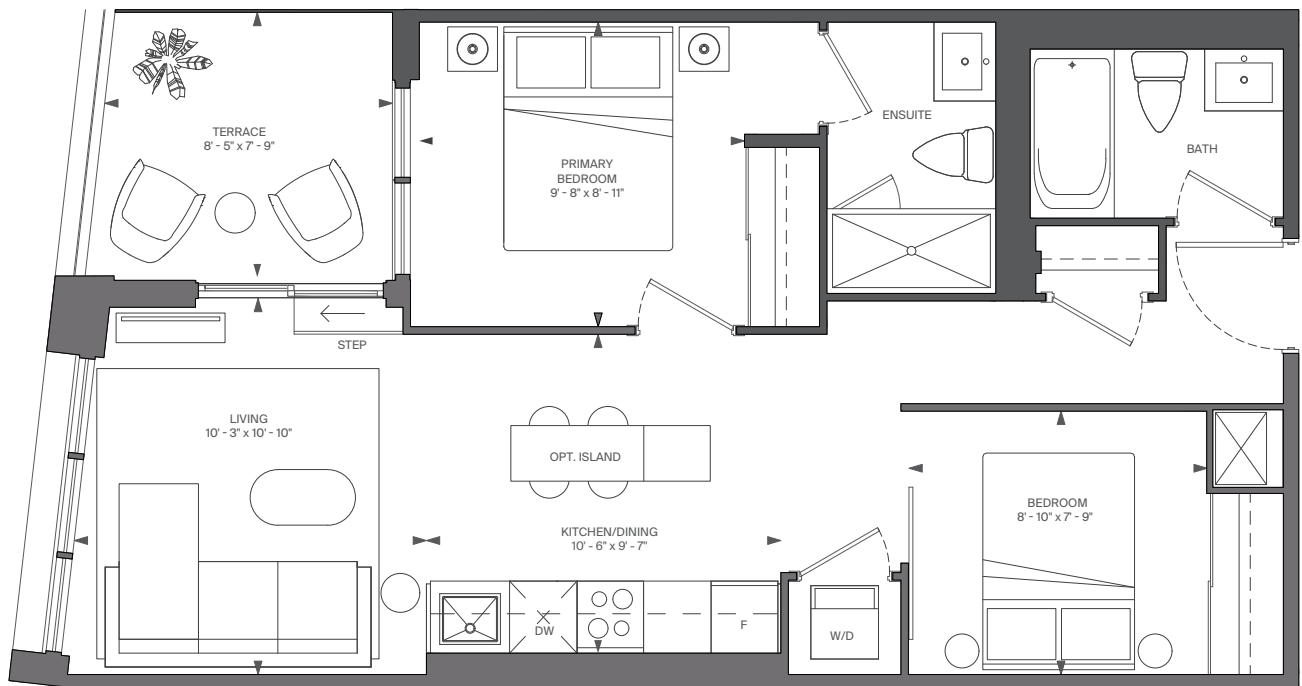 TERRACE
8' - 5" x 7' - 9"
PRIMARY
BEDROOM
9' - 8" x 8' - 11"
ENSUITE
BATH
STEP
LIVING
10' - 3" x 10' - 10"
OPT. ISLAND
KITCHEN/DINING
10' - 6" x 9' - 7"
BEDROOM
8' - 10" x 7' - 9"
DW
F
W/D